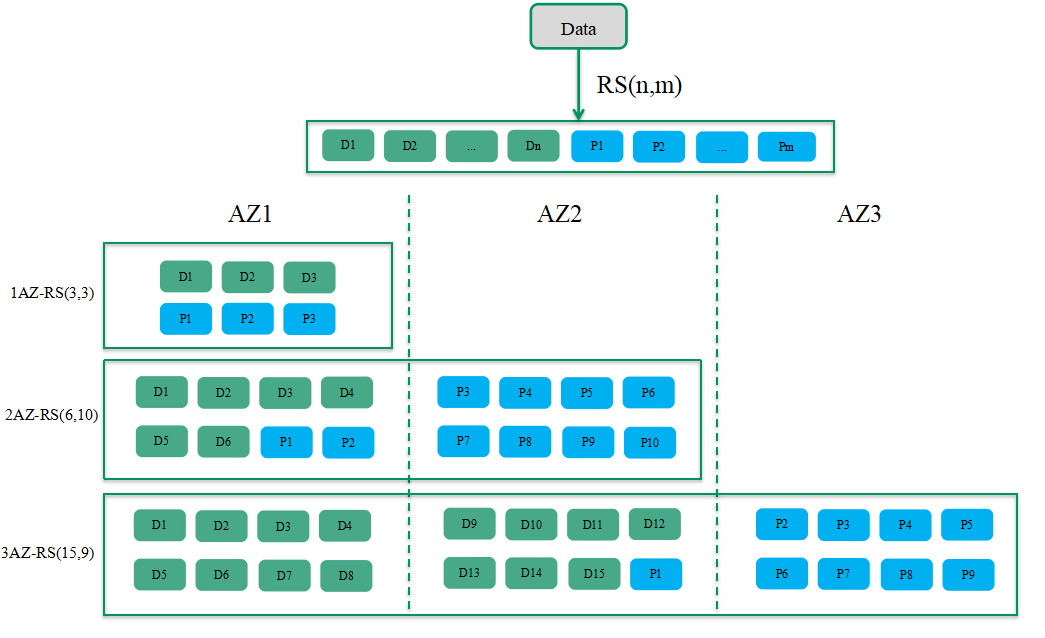 Data
RS(n,m)
D1 D2 ... Dn P1 P2 ... Pm
AZ1 AZ2 AZ3
1AZ-RS(3,3)
D1 D2 D3
P1 P2 P3
2AZ-RS(6,10)
D1 D2 D3 D4 P3 P4 P5 P6
D5 D6 P1 P2 P7 P8 P9 P10
3AZ-RS(15,9)
D1 D2 D3 D4 D9 D10 D11 D12 P2 P3 P4 P5
D5 D6 D7 D8 D13 D14 D15 P1 P6 P7 P8 P9